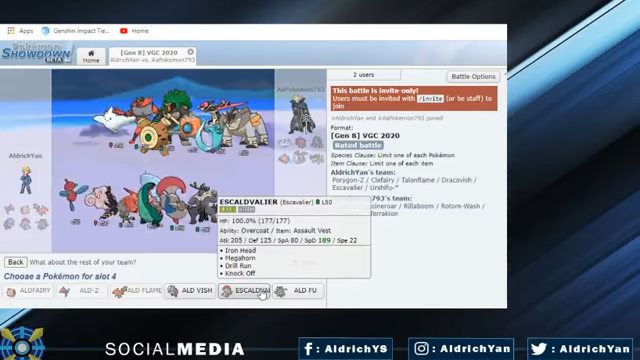 Apps Genshin Impact Tie... Home
Pokémon
SHOWDOWN!
BETA
Home
[Gen 8] VGC 2020
AldrichYan vs. AaPokemon793
2 users
Battle Options
This battle is invite-only!
Users must be invited with /invite (or be staff) to
join
Format:
[Gen 8] VGC 2020
Rated battle
Species Clause: Limit one of each Pokémon
Item Clause: Limit one of each item
AldrichYan's team:
Porygon-Z / Clefairy / Talonflame / Dracovish /
Escavalier / Urshifu-*
's team:
/ Rillaboom / Rotom-Wash /
Terrakion
AaPokemon793
AldrichYan
ESCALDVALIER (Escavalier) L50
HP: 100.0% (177/177)
Ability: Overcoat / Item: Assault Vest
Atk 205 / Def 125 / SpA 80 / SpD 189 / Spe 22
• Iron Head
• Megahorn
• Drill Run
• Knock Off
Back What about the rest of your team?
Choose a Pokémon for slot 4
ALDFAIRY
ALD-Z
ALD FLAME
ALD VISH
ALD FU
SOCIALMEDIA
: AldrichYS
: AldrichYan
: AldrichYan